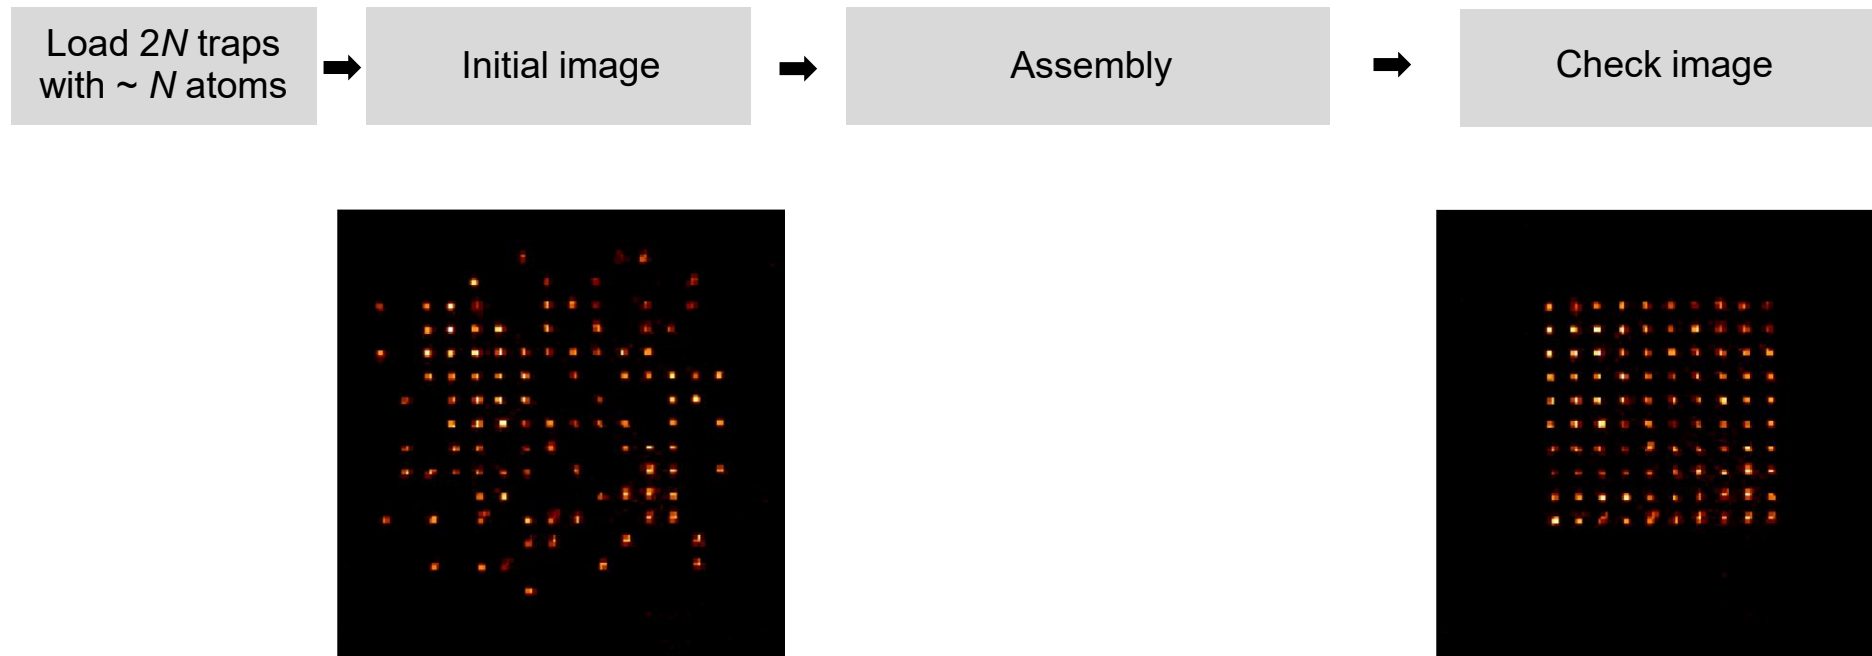 Load 2N traps
with ~ N atoms
Initial image
Assembly
Check image